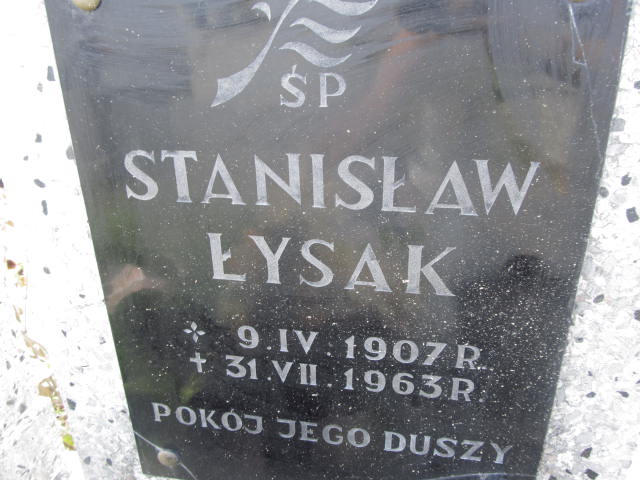 ŚP
STANISŁAW
ŁYSAK
9.IV.1907R.
+ 31.VII.1963R.
POKÓJ JEGO DUSZY